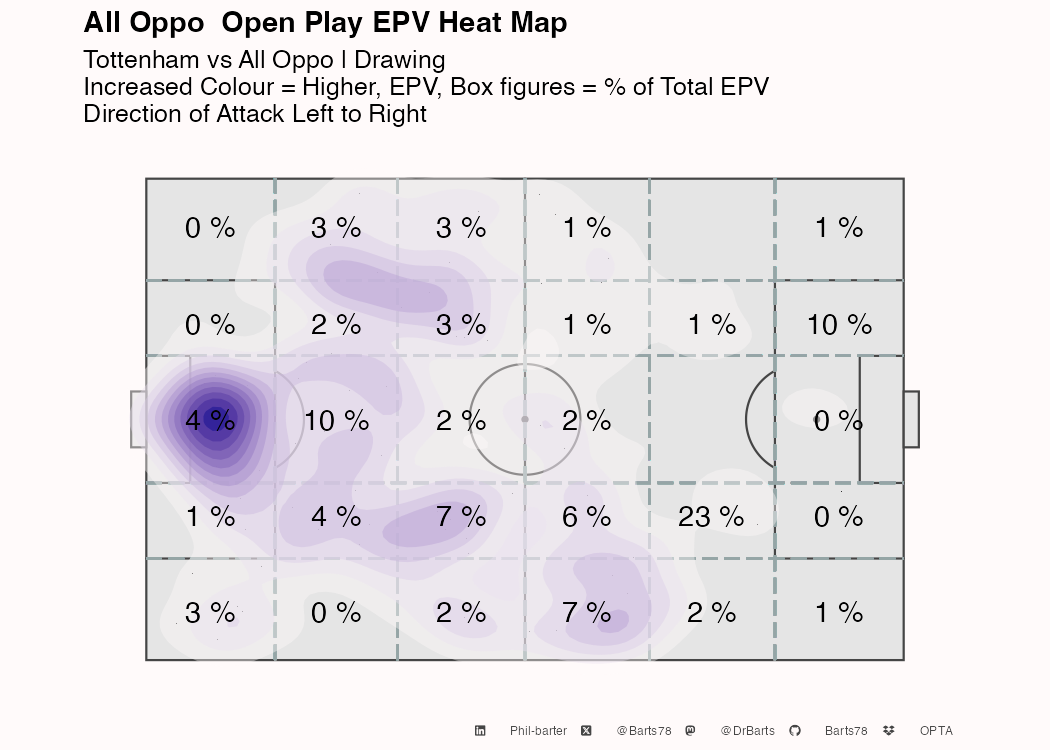 All Oppo  Open Play EPV Heat Map
Tottenham vs All Oppo | Drawing
Increased Colour = Higher, EPV, Box figures = % of Total EPV
Direction of Attack Left to Right
0 % 3 % 3 % 1 % 1 %
0 % 2 % 3 % 1 % 1 % 10 %
4 % 10 % 2 % 2 % 0 %
1 % 4 % 7 % 6 % 23 % 0 %
3 % 0 % 2 % 7 % 2 % 1 %
Phil-barter @Barts78 @DrBarts Barts78 OPTA